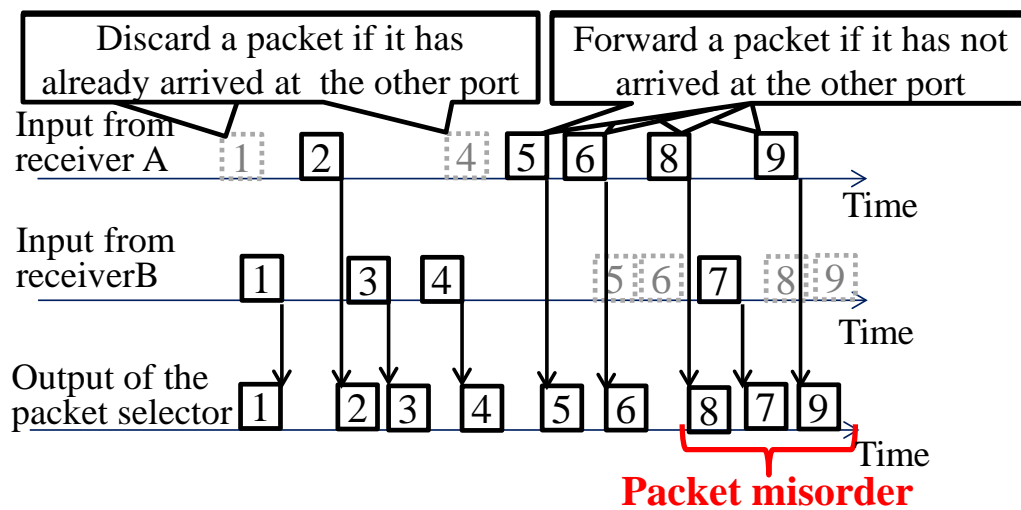 Discard a packet if it has
already arrived at the other port
Forward a packet if it has not
arrived at the other port
Input from
receiver A
1 2 4 5 6 8 9
Time
Input from
receiverB
1 3 4 5 6 7 8 9
Time
Output of the
packet selector
1 2 3 4 5 6 8 7 9
Time
Packet misorder